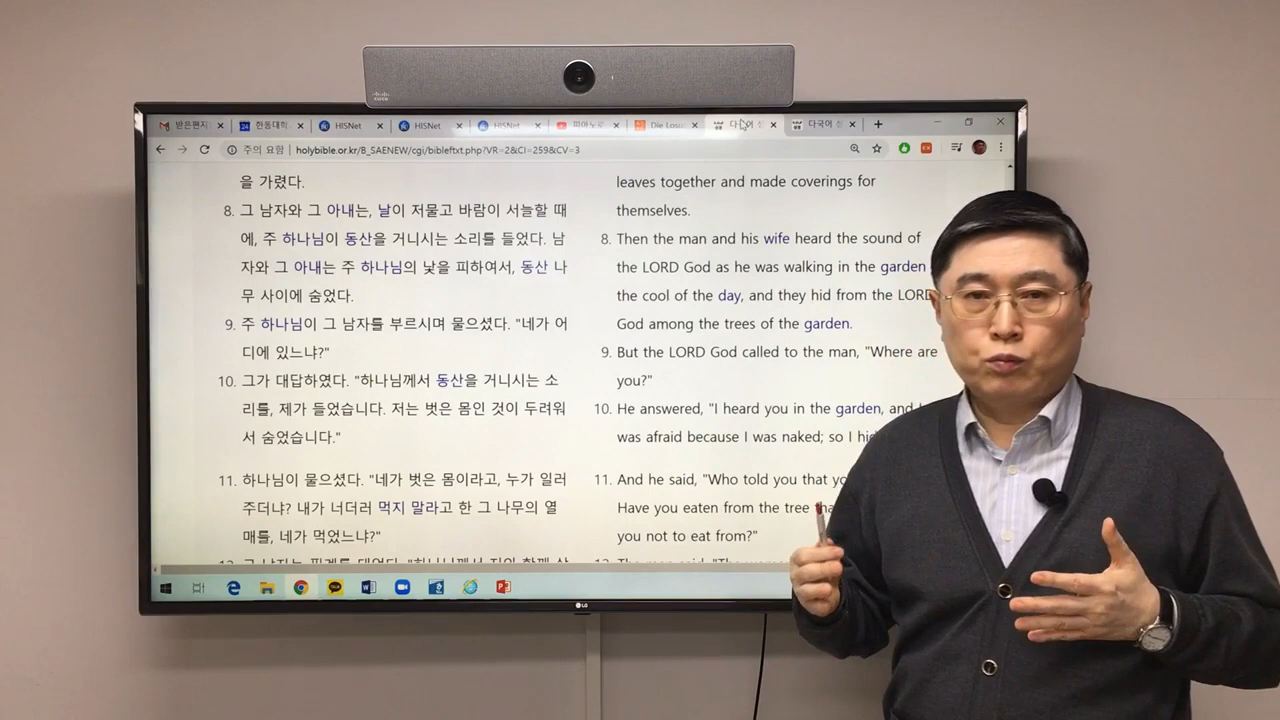 받은편지
24
한동대학.
HISNet
HISNet
HISNet
피아노로
다국어 성
다국어 성
주의 요함
holybible.or.kr/B_SAENEW/cgi/bibleftxt.php?VR=2&CI=259&CV=3
을 가렸다.
8. 그 남자와 그 아내는, 날이 저물고 바람이 서늘할 때
에, 주 하나님이 동산을 거니시는 소리를 들었다. 남
자와 그 아내는 주 하나님의 낯을 피하여서, 동산 나
무 사이에 숨었다.
9. 주 하나님이 그 남자를 부르시며 물으셨다. "네가 어
디에 있느냐?"
10. 그가 대답하였다. "하나님께서 동산을 거니시는 소
리를, 제가 들었습니다. 저는 벗은 몸인 것이 두려워
서 숨었습니다."
11. 하나님이 물으셨다. "네가 벗은 몸이라고, 누가 일러
주더냐? 내가 너더러 먹지 말라고 한 그 나무의 열
매를, 네가 먹었느냐?"
leaves together and made coverings for
themselves.
8. Then the man and his wife heard the sound of
the LORD God as he was walking in the garden
the cool of the day, and they hid from the LORD
God among the trees of the garden.
9. But the LORD God called to the man, "Where are
you?"
10. He answered, "I heard you in the garden, and
was afraid because I was naked; so I hid
11. And he said, "Who told you that
Have you eaten from the tree
you not to eat from?"
LG